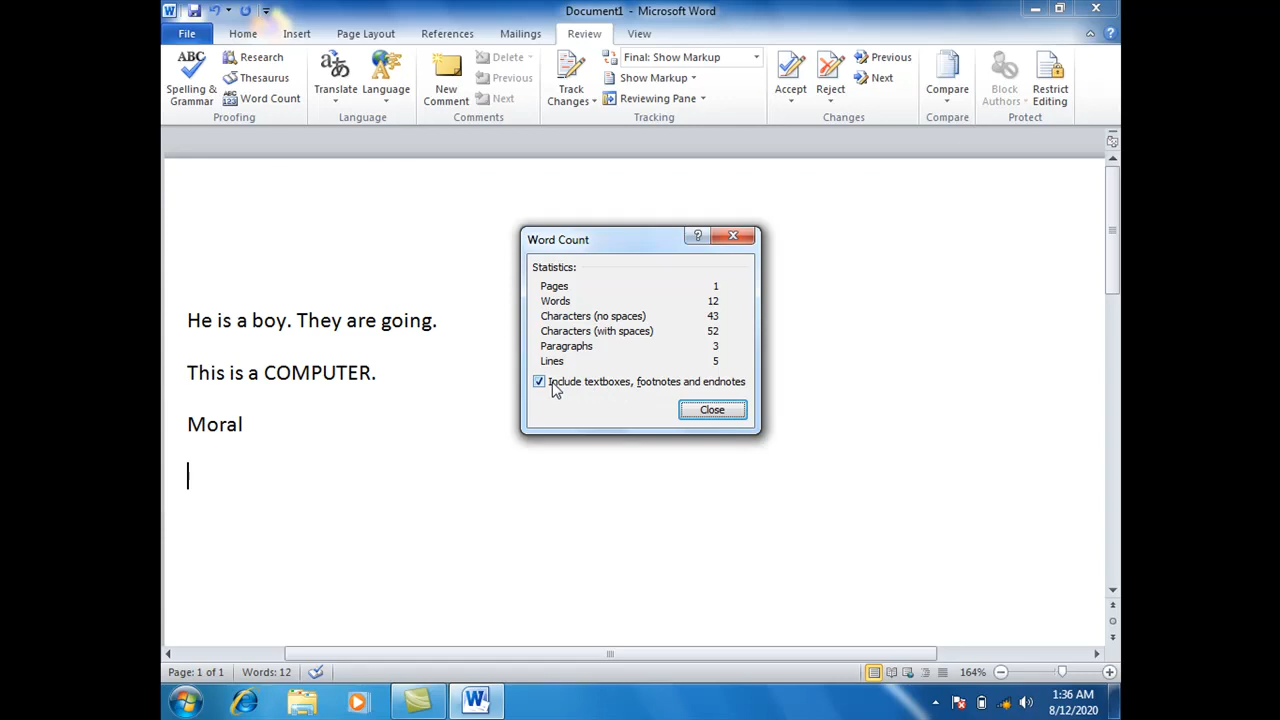 Document1 - Microsoft Word
File Home Insert Page Layout References Mailings Review View
ABC Spelling & Grammar
Research
Thesaurus
ABC 123 Word Count
Proofing
Translate
Language
Language
New Comment
Delete
Previous
Next
Comments
Track Changes
Final: Show Markup
Show Markup
Reviewing Pane
Tracking
Accept
Reject
Previous
Next
Changes
Compare
Compare
Block Authors
Restrict Editing
Protect
Word Count
Statistics:
Pages 1
Words 12
Characters (no spaces) 43
Characters (with spaces) 52
Paragraphs 3
Lines 5
Include textboxes, footnotes and endnotes
Close
He is a boy. They are going.
This is a COMPUTER.
Moral
Page: 1 of 1 Words: 12 164%
1:36 AM
8/12/2020